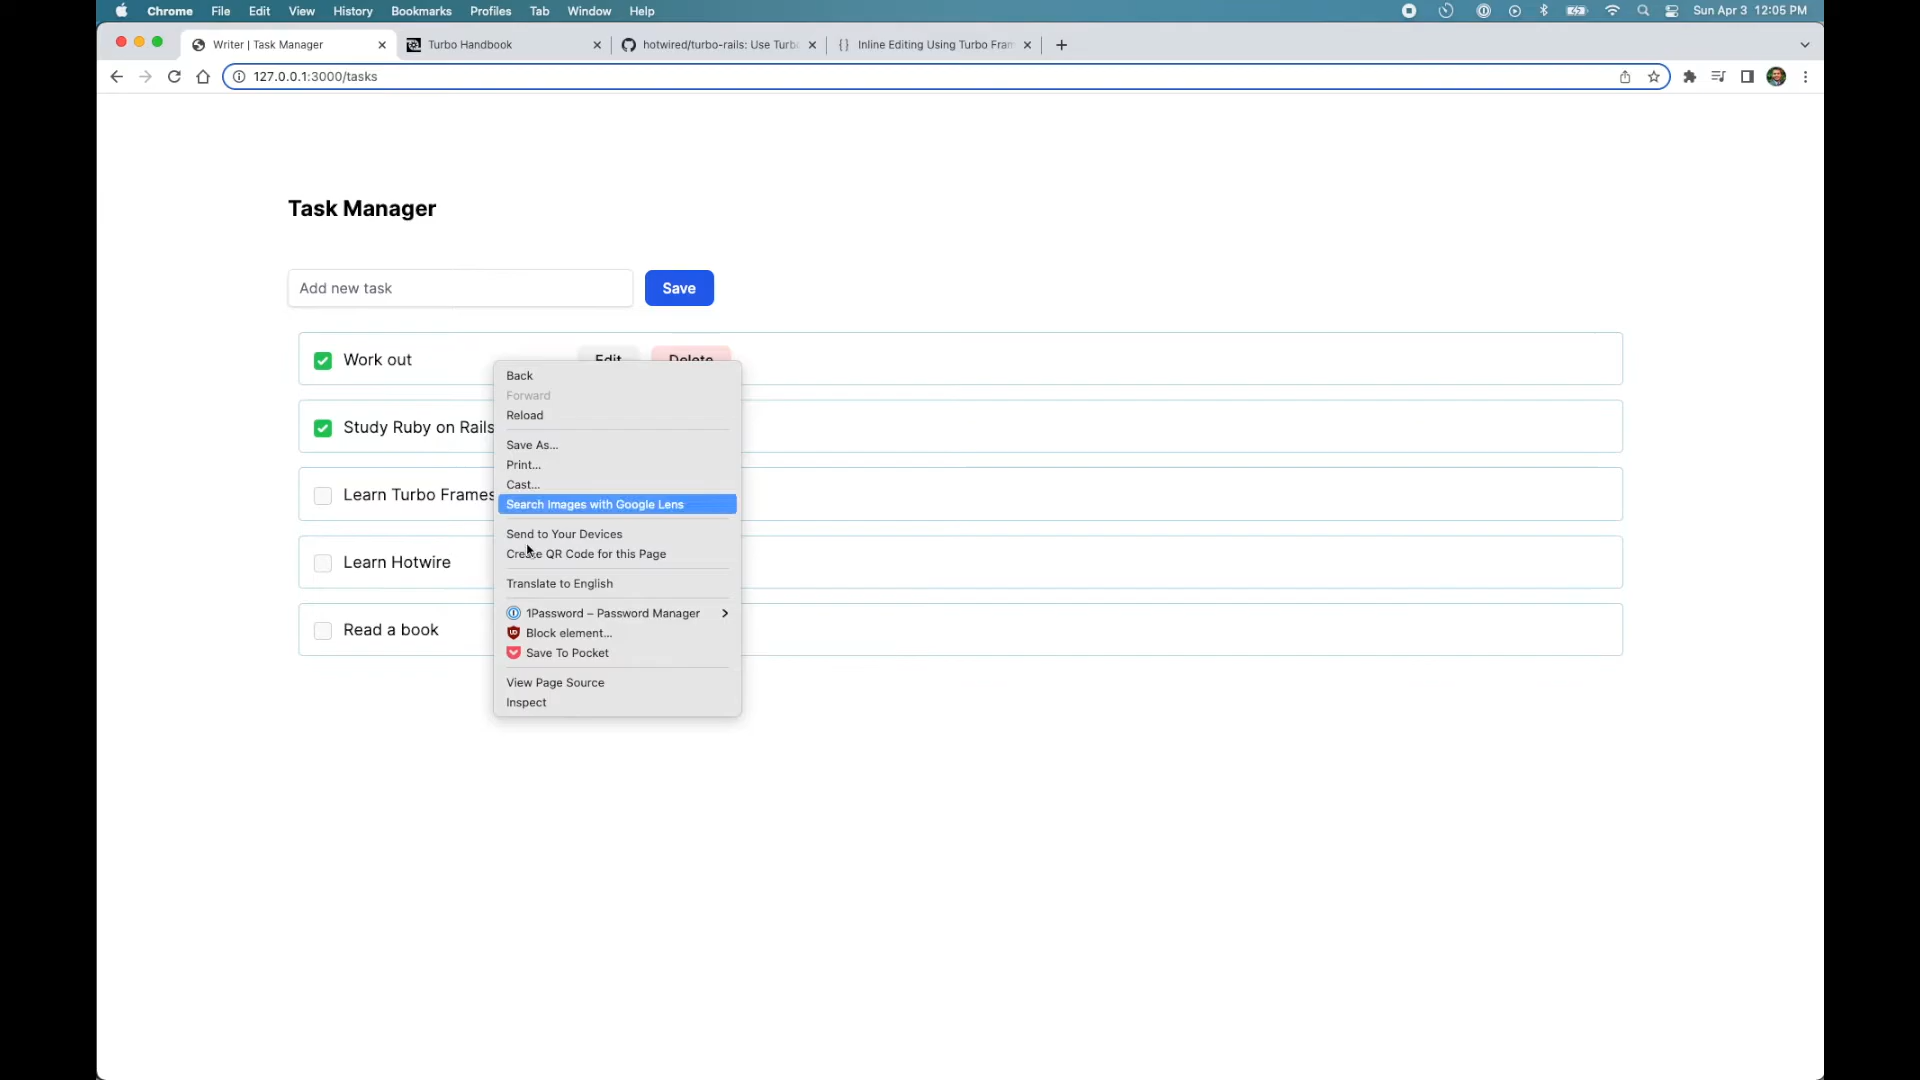 Chrome File Edit View History Bookmarks Profiles Tab Window Help Sun Apr 3 12:05 PM
Writer | Task Manager Turbo Handbook hotwired/turbo-rails: Use Turbo Inline Editing Using Turbo Fram
127.0.0.1:3000/tasks
Task Manager
Add new task Save
Work out Edit Delete
Study Ruby on Rails
Learn Turbo Frames
Learn Hotwire
Read a book
Back
Forward
Reload
Save As...
Print...
Cast...
Search Images with Google Lens
Send to Your Devices
Create QR Code for this Page
Translate to English
1Password – Password Manager
Block element...
Save To Pocket
View Page Source
Inspect